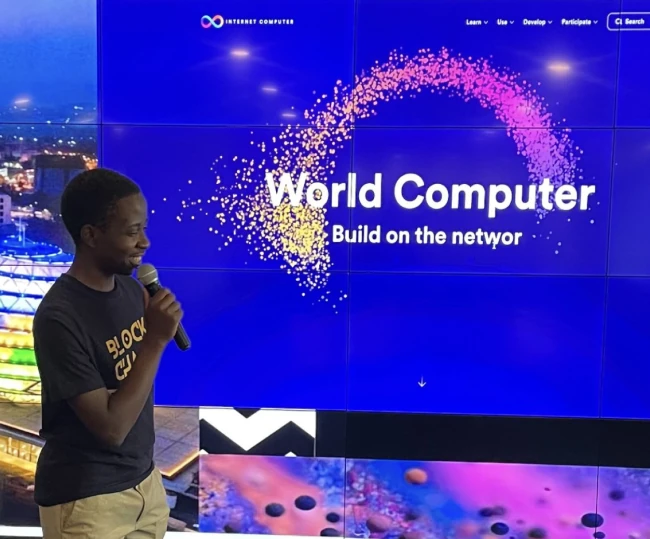 INTERNET COMPUTER
Learn Use Develop Participate Search
World Computer
Build on the networ
BLOCK
CHA